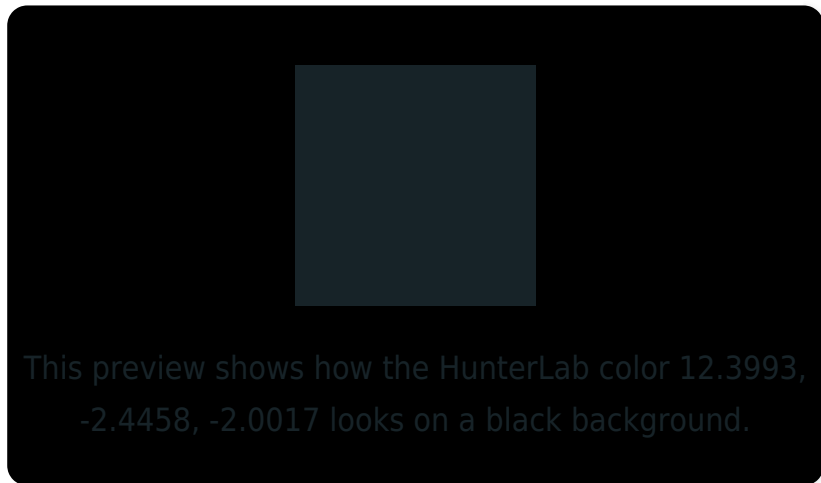 This preview shows how the HunterLab color 12.3993,
-2.4458, -2.0017 looks on a black background.